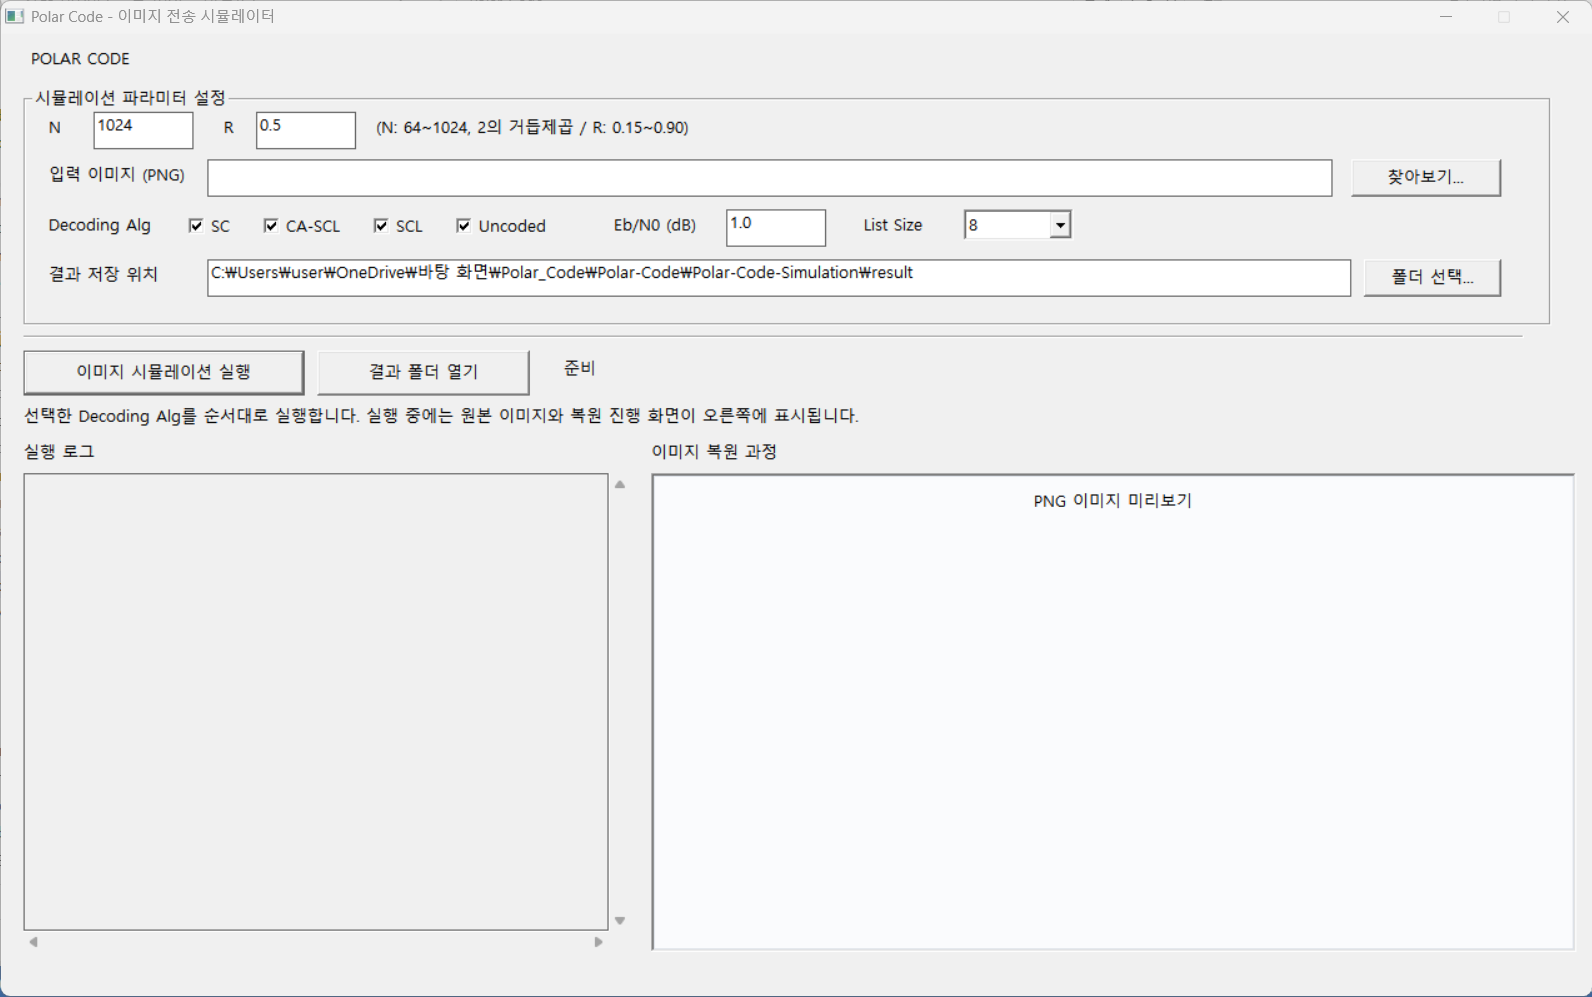 Polar Code - 이미지 전송 시뮬레이터
POLAR CODE
시뮬레이션 파라미터 설정
N 1024 R 0.5 (N: 64~1024, 2의 거듭제곱 / R: 0.15~0.90)
입력 이미지 (PNG) 찾아보기...
Decoding Alg SC CA-SCL SCL Uncoded Eb/N0 (dB) 1.0 List Size 8
결과 저장 위치 C:₩Users₩user₩OneDrive₩바탕 화면₩Polar_Code₩Polar-Code₩Polar-Code-Simulation₩result 폴더 선택...
이미지 시뮬레이션 실행 결과 폴더 열기 준비
선택한 Decoding Alg를 순서대로 실행합니다. 실행 중에는 원본 이미지와 복원 진행 화면이 오른쪽에 표시됩니다.
실행 로그 이미지 복원 과정
PNG 이미지 미리보기